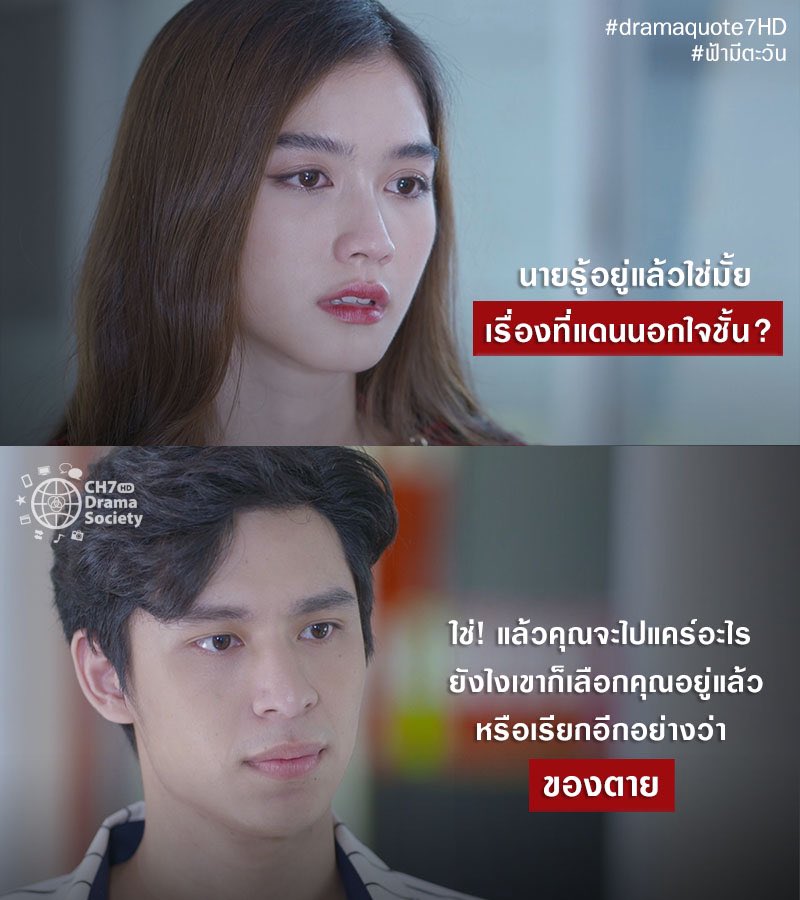 #dramaquote7HD
#ฟ้ามีตะวัน
นายรู้อยู่แล้วใช่มั้ย
เรื่องที่แดนนอกใจชั้น?
CH7 HD
Drama
Society
ใช่! แล้วคุณจะไปแคร์อะไร
ยังไงเขาก็เลือกคุณอยู่แล้ว
หรือเรียกอีกอย่างว่า
ของตาย